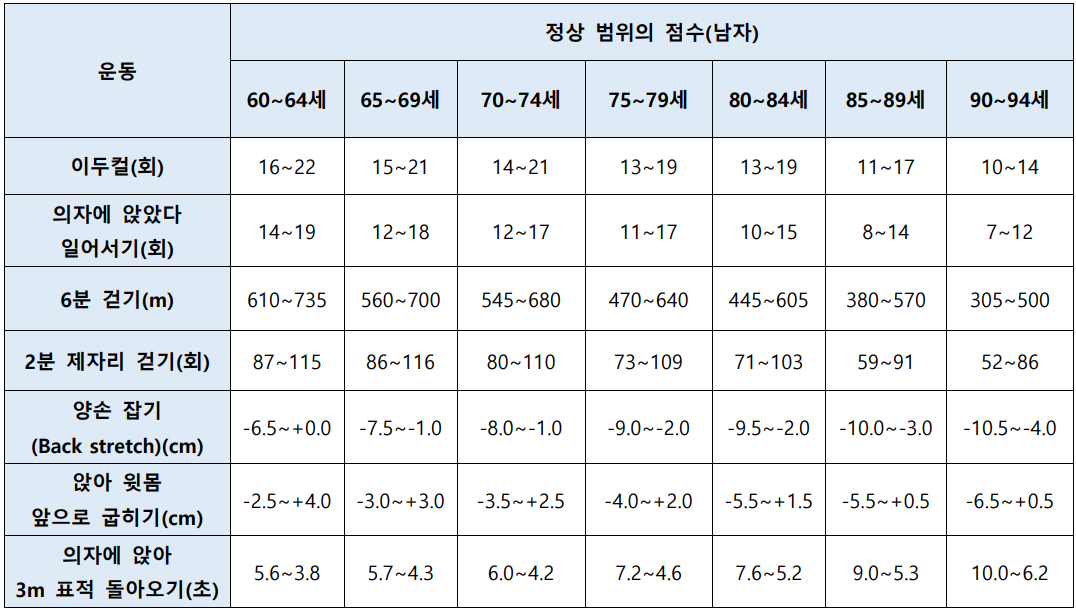 운동
정상 범위의 점수(남자)
60~64세 65~69세 70~74세 75~79세 80~84세 85~89세 90~94세
이두컬(회) 16~22 15~21 14~21 13~19 13~19 11~17 10~14
의자에 앉았다
일어서기(회) 14~19 12~18 12~17 11~17 10~15 8~14 7~12
6분 걷기(m) 610~735 560~700 545~680 470~640 445~605 380~570 305~500
2분 제자리 걷기(회) 87~115 86~116 80~110 73~109 71~103 59~91 52~86
양손 잡기
(Back stretch)(cm) -6.5~+0.0 -7.5~-1.0 -8.0~-1.0 -9.0~-2.0 -9.5~-2.0 -10.0~-3.0 -10.5~-4.0
앉아 윗몸
앞으로 굽히기(cm) -2.5~+4.0 -3.0~+3.0 -3.5~+2.5 -4.0~+2.0 -5.5~+1.5 -5.5~+0.5 -6.5~+0.5
의자에 앉아
3m 표적 돌아오기(초) 5.6~3.8 5.7~4.3 6.0~4.2 7.2~4.6 7.6~5.2 9.0~5.3 10.0~6.2